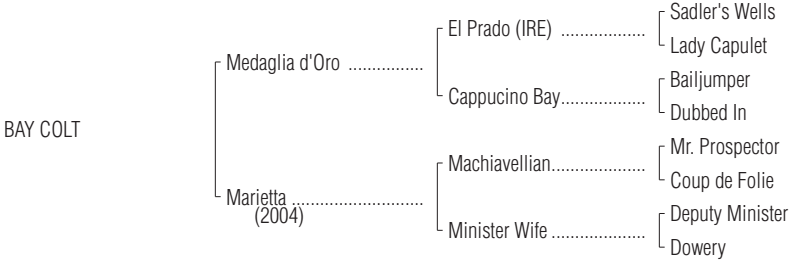 Sadler's Wells
El Prado (IRE) ...................
Lady Capulet
Medaglia d'Oro ................
Bailjumper
Cappucino Bay..................
Dubbed In
BAY COLT
Mr. Prospector
Machiavellian....................
Coup de Folie
Marietta ............................
(2004)
Deputy Minister
Minister Wife ....................
Dowery